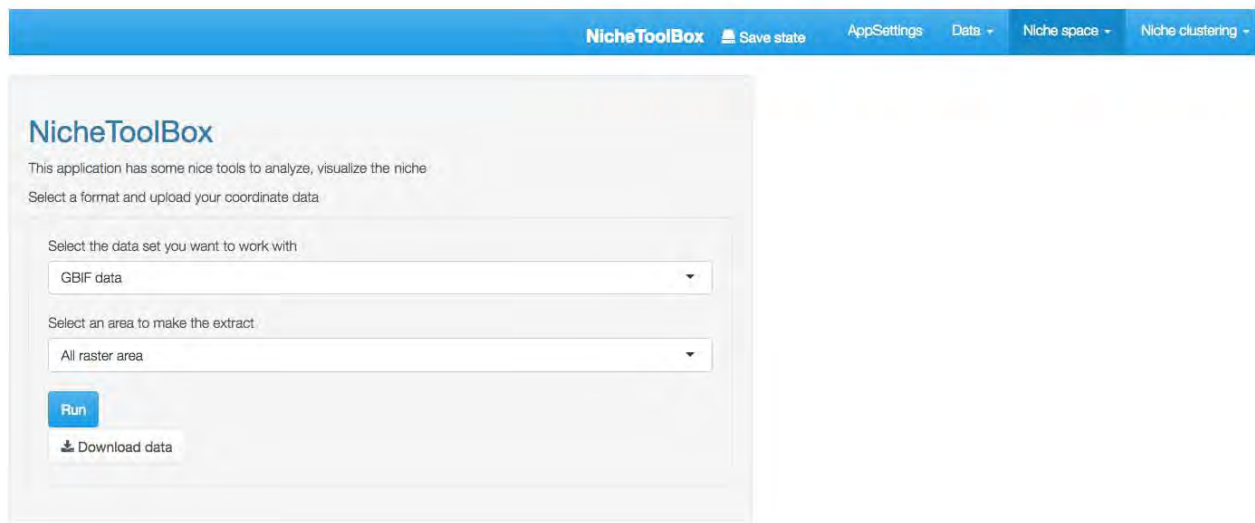 NicheToolBox Save state AppSettings Data Niche space Niche clustering
NicheToolBox
This application has some nice tools to analyze, visualize the niche
Select a format and upload your coordinate data
Select the data set you want to work with
GBIF data
Select an area to make the extract
All raster area
Run
Download data